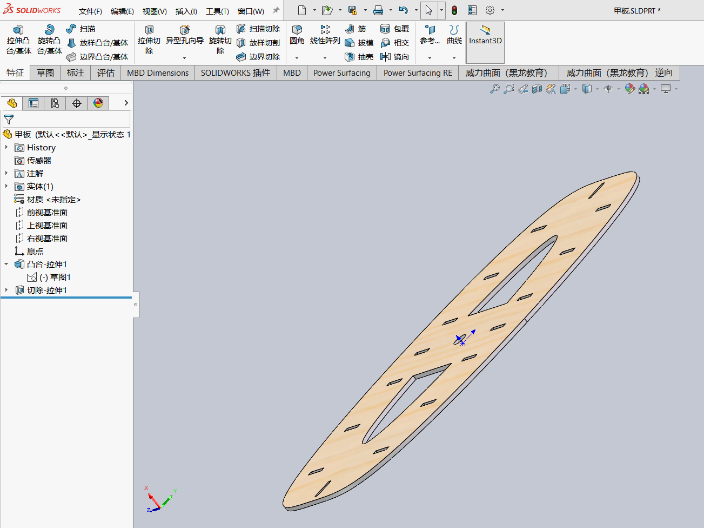 SOLIDWORKS 文件(F) 编辑(E) 视图(V) 插入(I) 工具(T) 窗口(W) 甲板.SLDPRT *
拉伸凸台/基体 旋转凸台/基体 扫描 放样凸台/基体 边界凸台/基体 拉伸切除 异型孔向导 旋转切除 扫描切除 放样切割 边界切除 圆角 线性阵列 筋 拔模 抽壳 包覆 相交 镜向 参考... 曲线 Instant3D
特征 草图 标注 评估 MBD Dimensions SOLIDWORKS 插件 MBD Power Surfacing Power Surfacing RE 威力曲面（黑龙教育） 威力曲面（黑龙教育）逆向
甲板 (默认<<默认>_显示状态 1
History
传感器
注解
实体(1)
材质 <未指定>
前视基准面
上视基准面
右视基准面
原点
凸台-拉伸1
(-) 草图1
切除-拉伸1
X
Y
Z